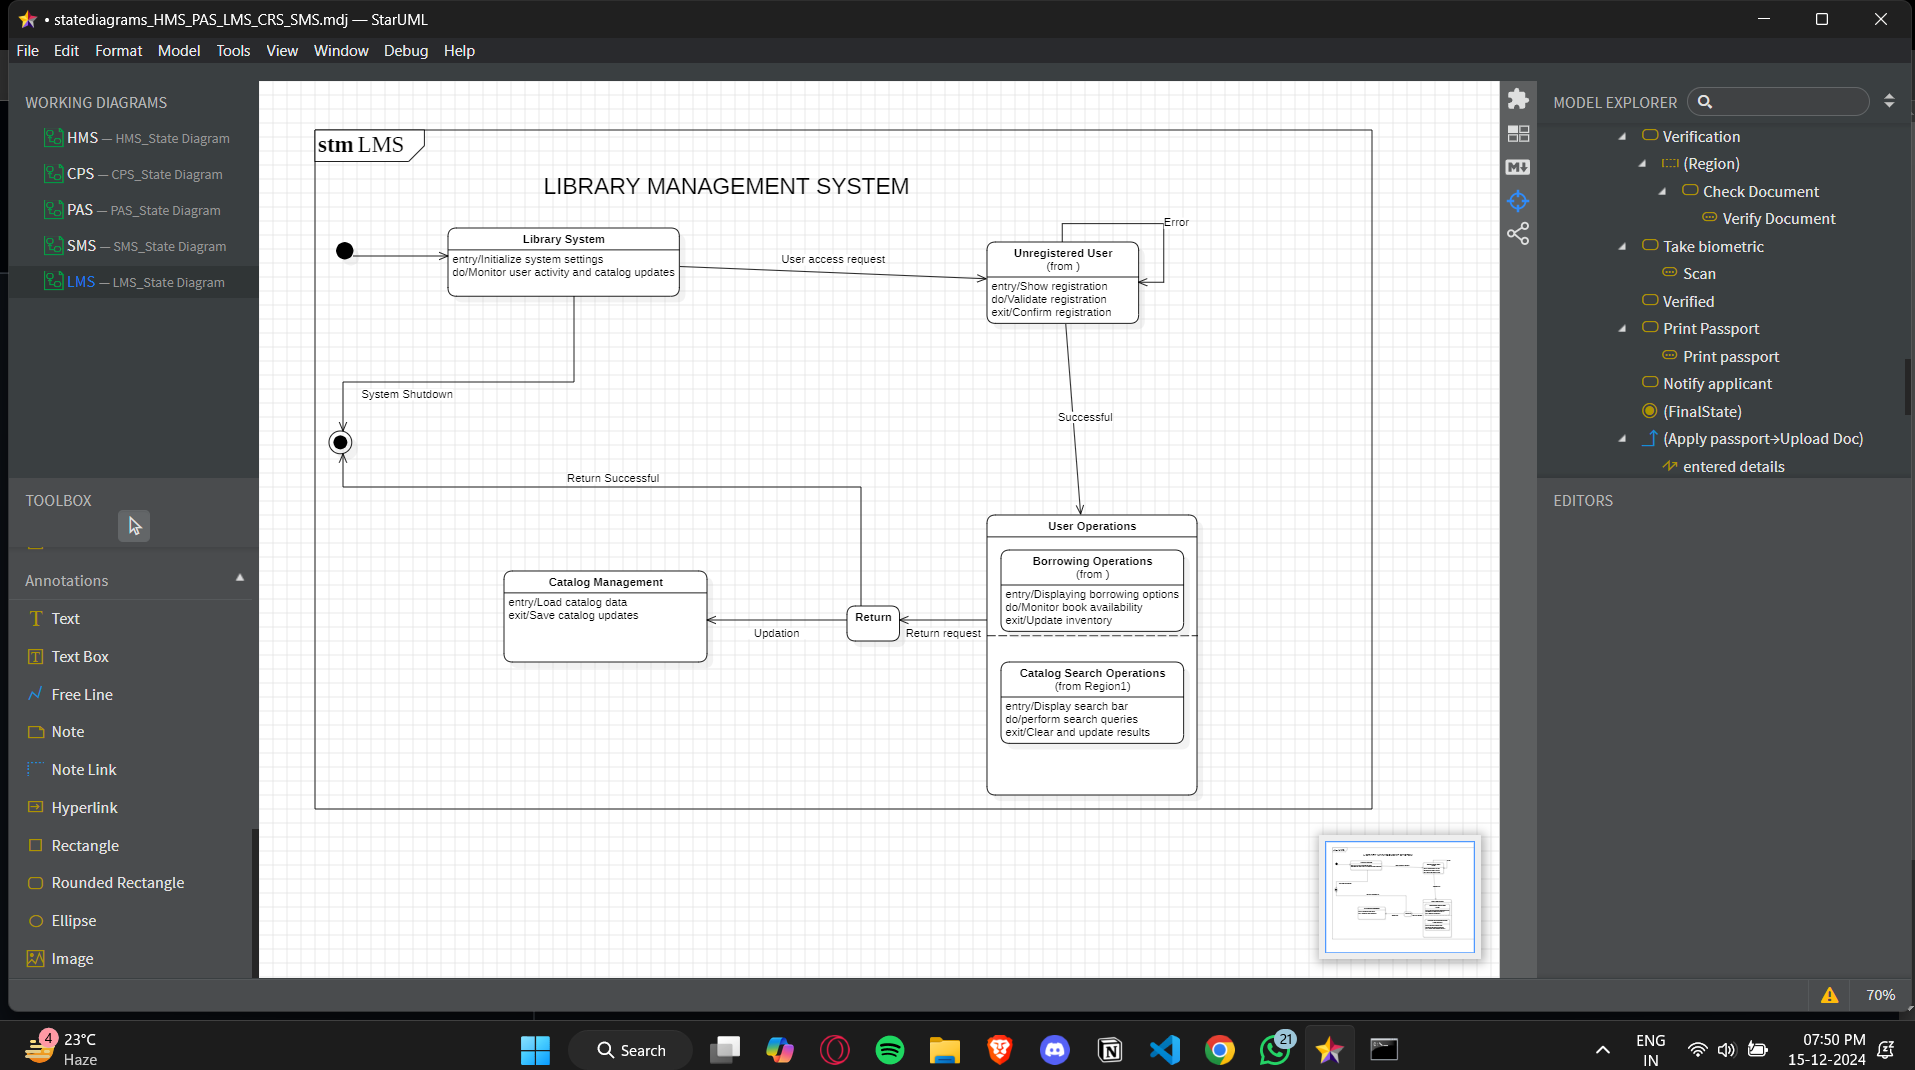 • statediagrams_HMS_PAS_LMS_CRS_SMS.mdj — StarUML
File Edit Format Model Tools View Window Debug Help
WORKING DIAGRAMS
HMS — HMS_State Diagram
CPS — CPS_State Diagram
PAS — PAS_State Diagram
SMS — SMS_State Diagram
LMS — LMS_State Diagram
TOOLBOX
Annotations
Text
Text Box
Free Line
Note
Note Link
Hyperlink
Rectangle
Rounded Rectangle
Ellipse
Image
stm LMS
LIBRARY MANAGEMENT SYSTEM
Library System
entry/Initialize system settings
do/Monitor user activity and catalog updates
User access request
Error
Unregistered User
(from )
entry/Show registration
do/Validate registration
exit/Confirm registration
System Shutdown
Successful
Return Successful
User Operations
Borrowing Operations
(from )
entry/Displaying borrowing options
do/Monitor book availability
exit/Update inventory
Catalog Management
entry/Load catalog data
exit/Save catalog updates
Updation
Return
Return request
Catalog Search Operations
(from Region1)
entry/Display search bar
do/perform search queries
exit/Clear and update results
MODEL EXPLORER
Verification
(Region)
Check Document
Verify Document
Take biometric
Scan
Verified
Print Passport
Print passport
Notify applicant
(FinalState)
(Apply passport→Upload Doc)
entered details
EDITORS
70%
4
23°C
Haze
Search
21
ENG
IN
07:50 PM
15-12-2024